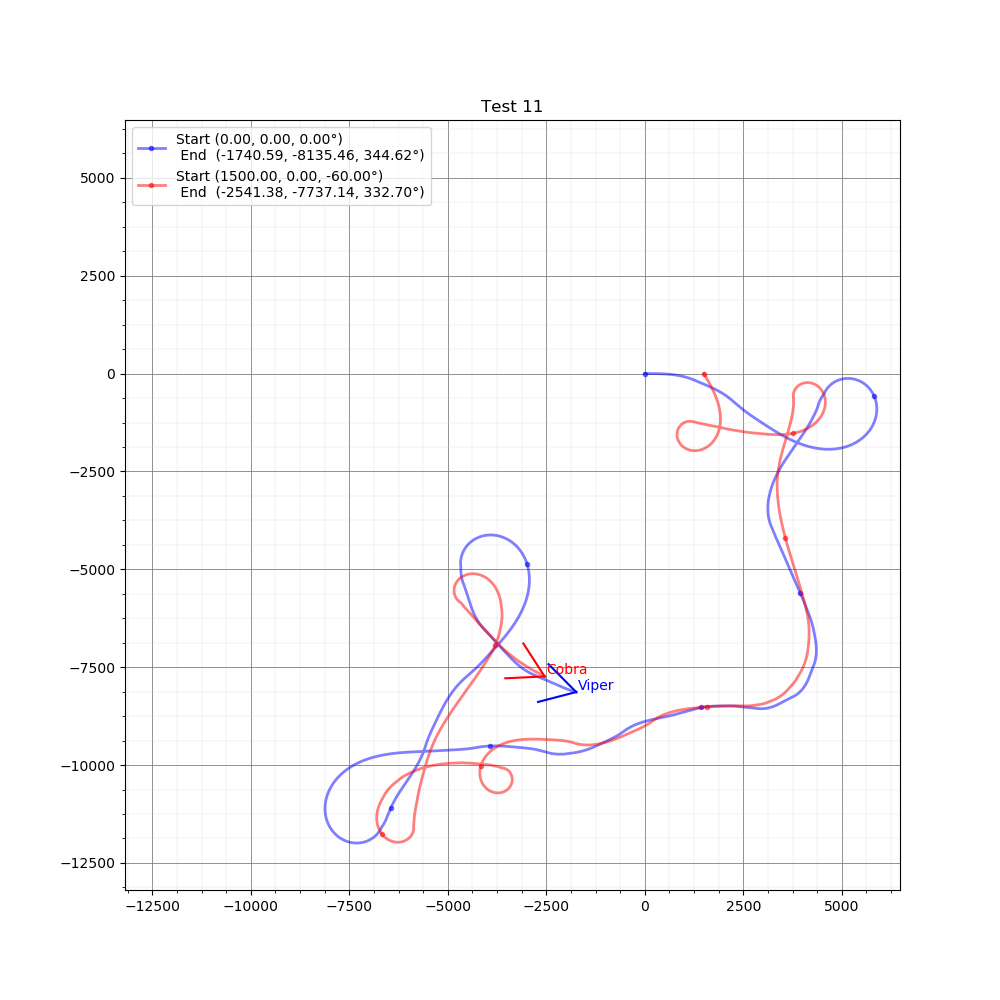 Test 11
Start (0.00, 0.00, 0.00°)
End (-1740.59, -8135.46, 344.62°)
Start (1500.00, 0.00, -60.00°)
End (-2541.38, -7737.14, 332.70°)
5000
2500
0
−2500
−5000
−7500
−10000
−12500
Cobra
Viper
−12500 −10000 −7500 −5000 −2500 0 2500 5000